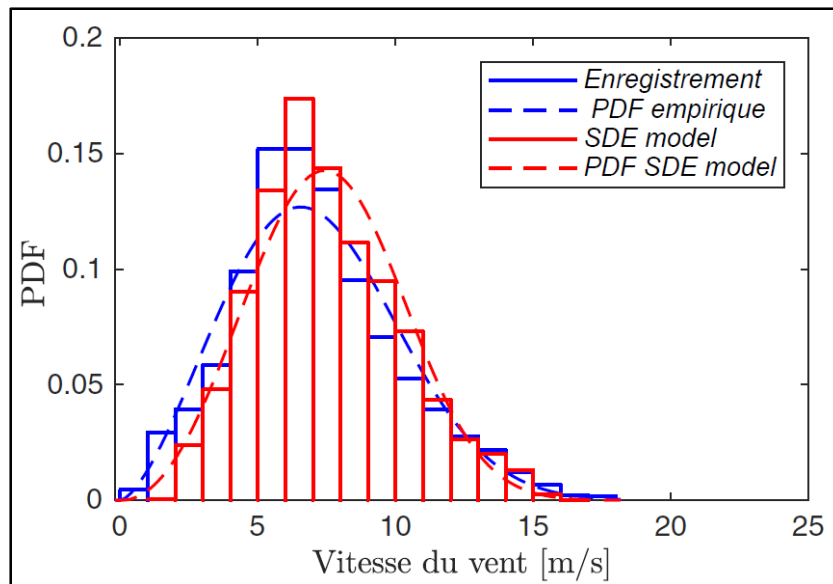 0.2
0.15
0.1
0.05
0
PDF
Enregistrement
PDF empirique
SDE model
PDF SDE model
0 5 10 15 20 25
Vitesse du vent [m/s]